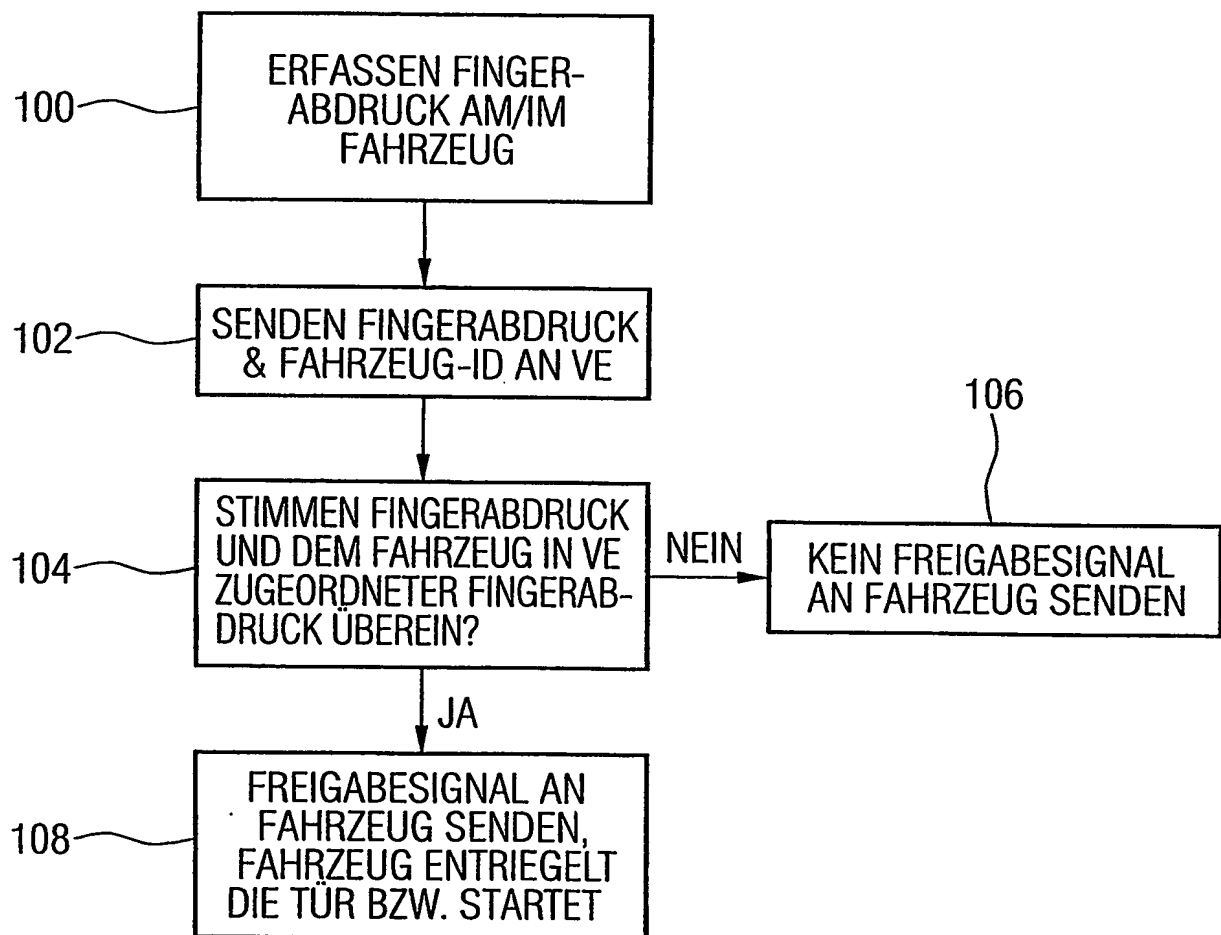 100
ERFASSEN FINGER-
ABDRUCK AM/IM
FAHRZEUG
102
SENDEN FINGERABDRUCK
& FAHRZEUG-ID AN VE
104
STIMMEN FINGERABDRUCK
UND DEM FAHRZEUG IN VE
ZUGEORDNETER FINGERAB-
DRUCK ÜBEREIN?
NEIN
106
KEIN FREIGABESIGNAL
AN FAHRZEUG SENDEN
JA
108
FREIGABESIGNAL AN
FAHRZEUG SENDEN,
FAHRZEUG ENTRIEGELT
DIE TÜR BZW. STARTET